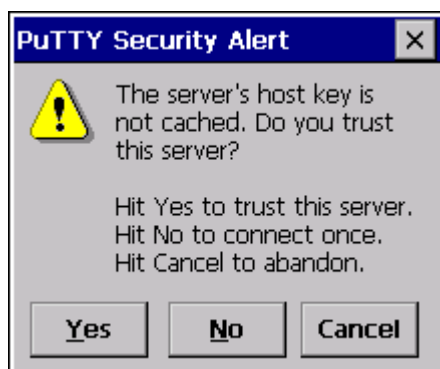 PuTTY Security Alert
The server's host key is
not cached. Do you trust
this server?
Hit Yes to trust this server.
Hit No to connect once.
Hit Cancel to abandon.
Yes No Cancel